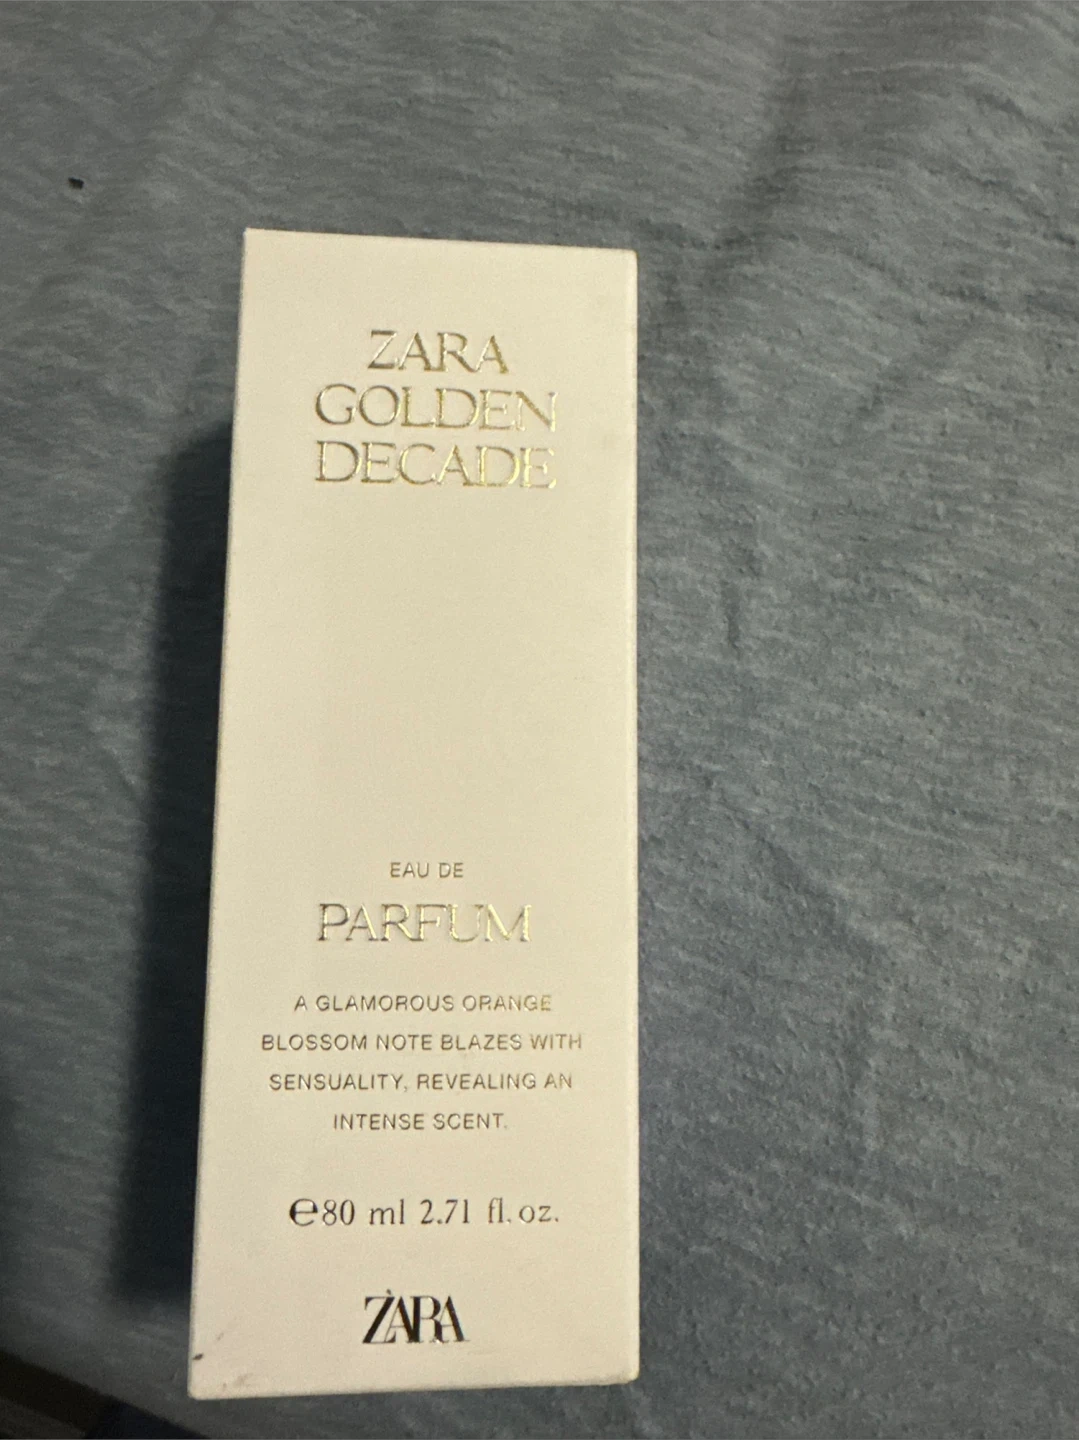 ZARA
GOLDEN
DECADE
EAU DE
PARFUM
A GLAMOROUS ORANGE
BLOSSOM NOTE BLAZES WITH
SENSUALITY, REVEALING AN
INTENSE SCENT.
℮80 ml 2.71 fl. oz.
ZARA